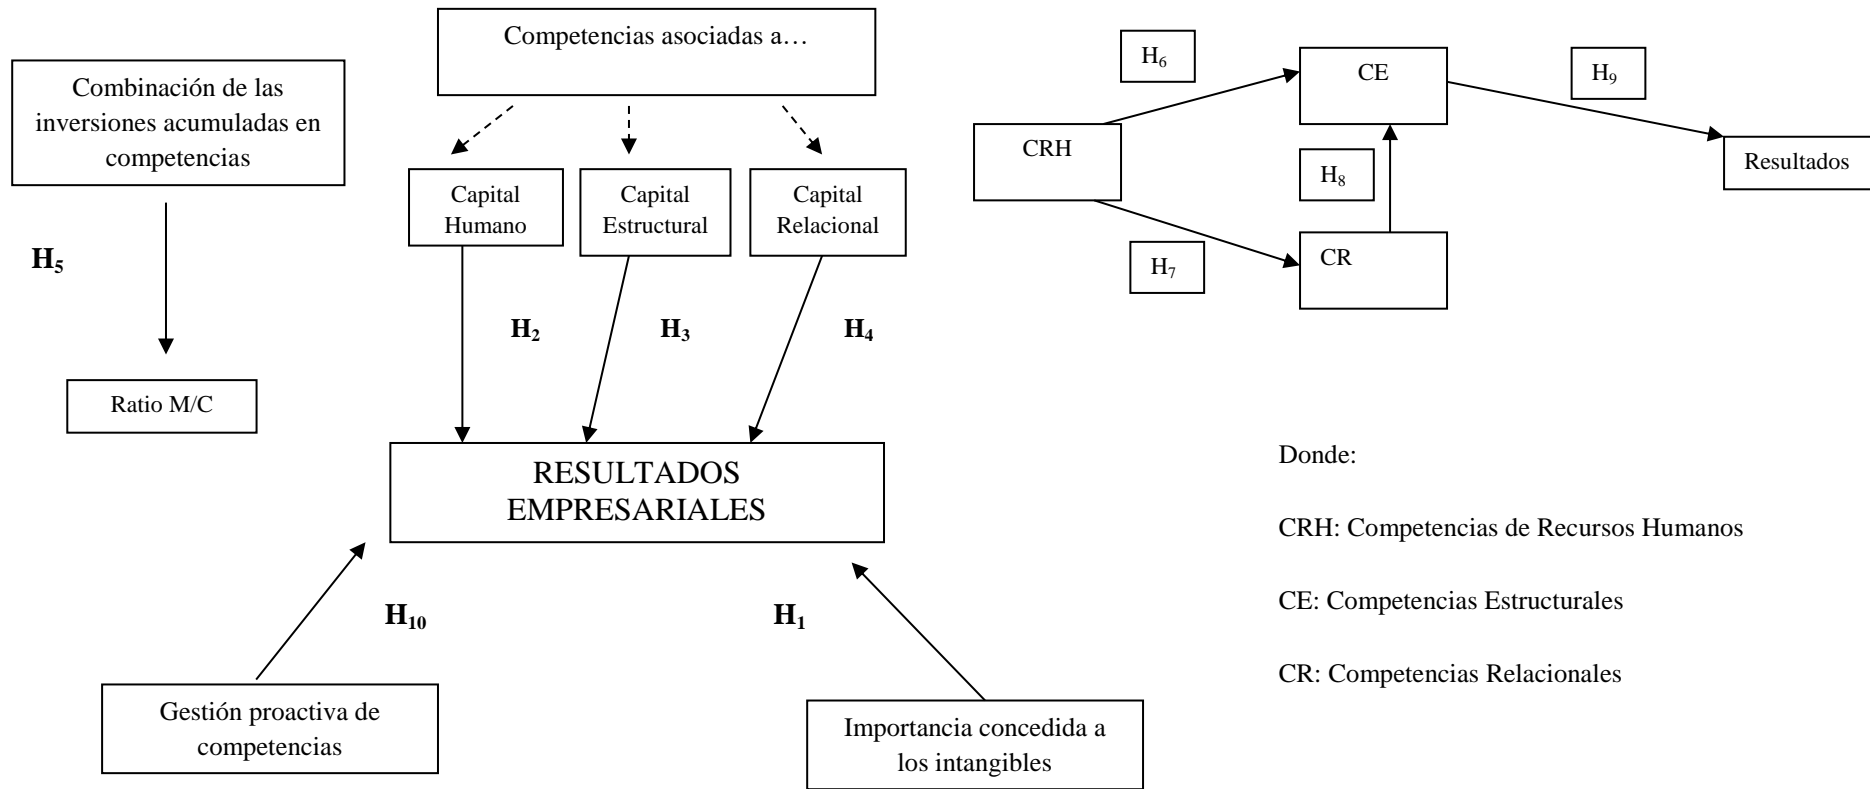 Competencias asociadas a…
Combinación de las
inversiones acumuladas en
competencias
H₅
Ratio M/C
Capital
Humano
Capital
Estructural
Capital
Relacional
H₂
H₃
H₄
RESULTADOS
EMPRESARIALES
H₁₀
H₁
Gestión proactiva de
competencias
Importancia concedida a
los intangibles
H₆
CE
H₉
CRH
H₈
Resultados
H₇
CR
Donde:
CRH: Competencias de Recursos Humanos
CE: Competencias Estructurales
CR: Competencias Relacionales